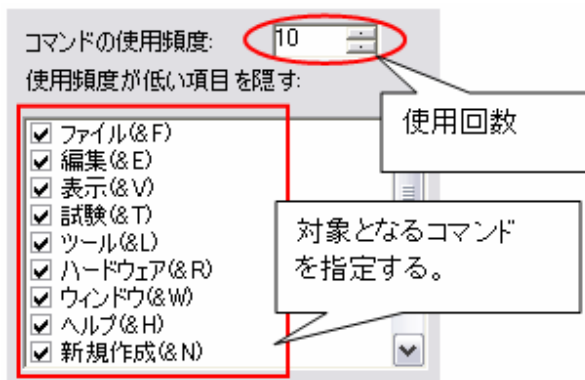 コマンドの使用頻度: 10
使用頻度が低い項目を隠す:
使用回数
ファイル(&F)
編集(&E)
表示(&V)
試験(&T)
ツール(&L)
ハードウェア(&R)
ウィンドウ(&W)
ヘルプ(&H)
新規作成(&N)
対象となるコマンド
を指定する。